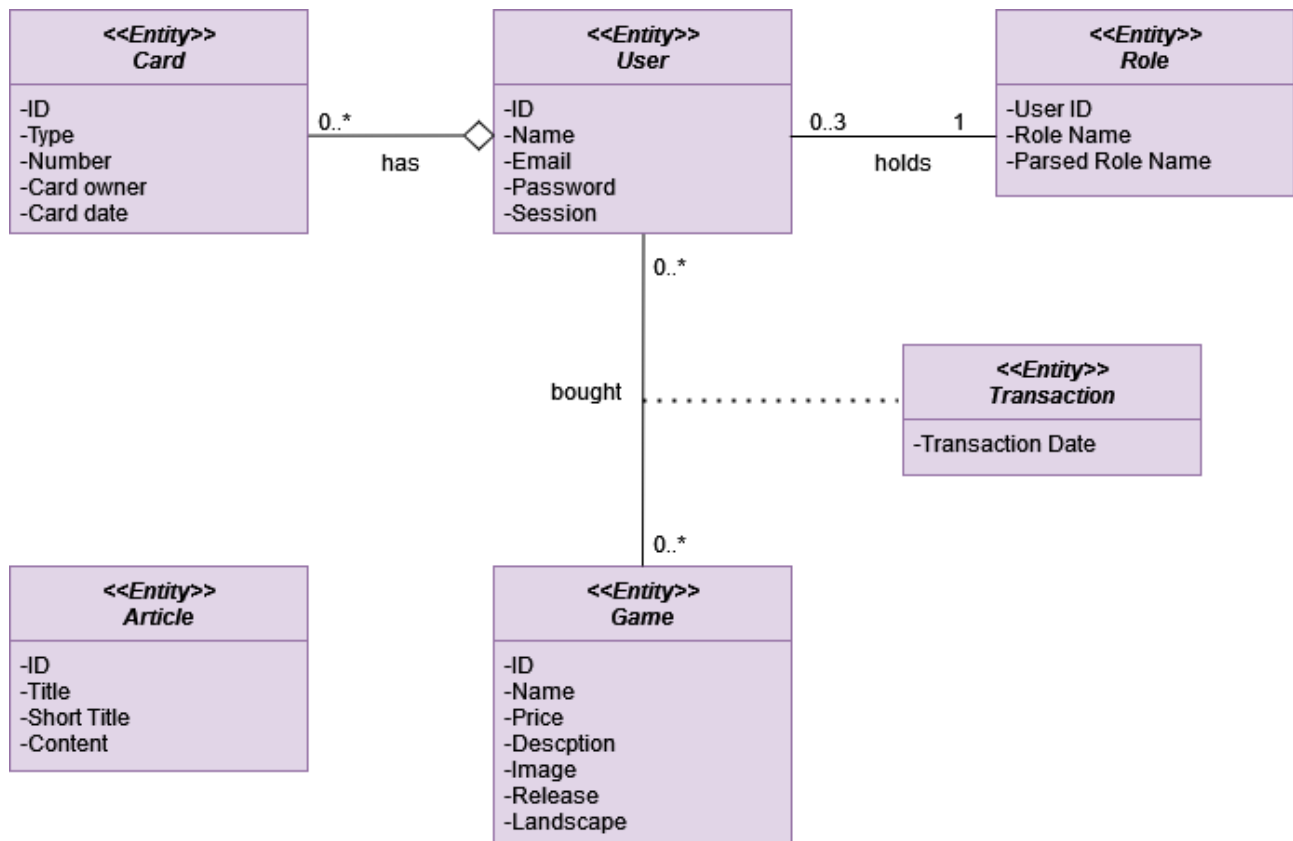 <<Entity>>
Card
-ID
-Type
-Number
-Card owner
-Card date
0..*
has
<<Entity>>
User
-ID
-Name
-Email
-Password
-Session
0..3
1
holds
<<Entity>>
Role
-User ID
-Role Name
-Parsed Role Name
0..*
bought
<<Entity>>
Transaction
-Transaction Date
0..*
<<Entity>>
Article
-ID
-Title
-Short Title
-Content
<<Entity>>
Game
-ID
-Name
-Price
-Descption
-Image
-Release
-Landscape